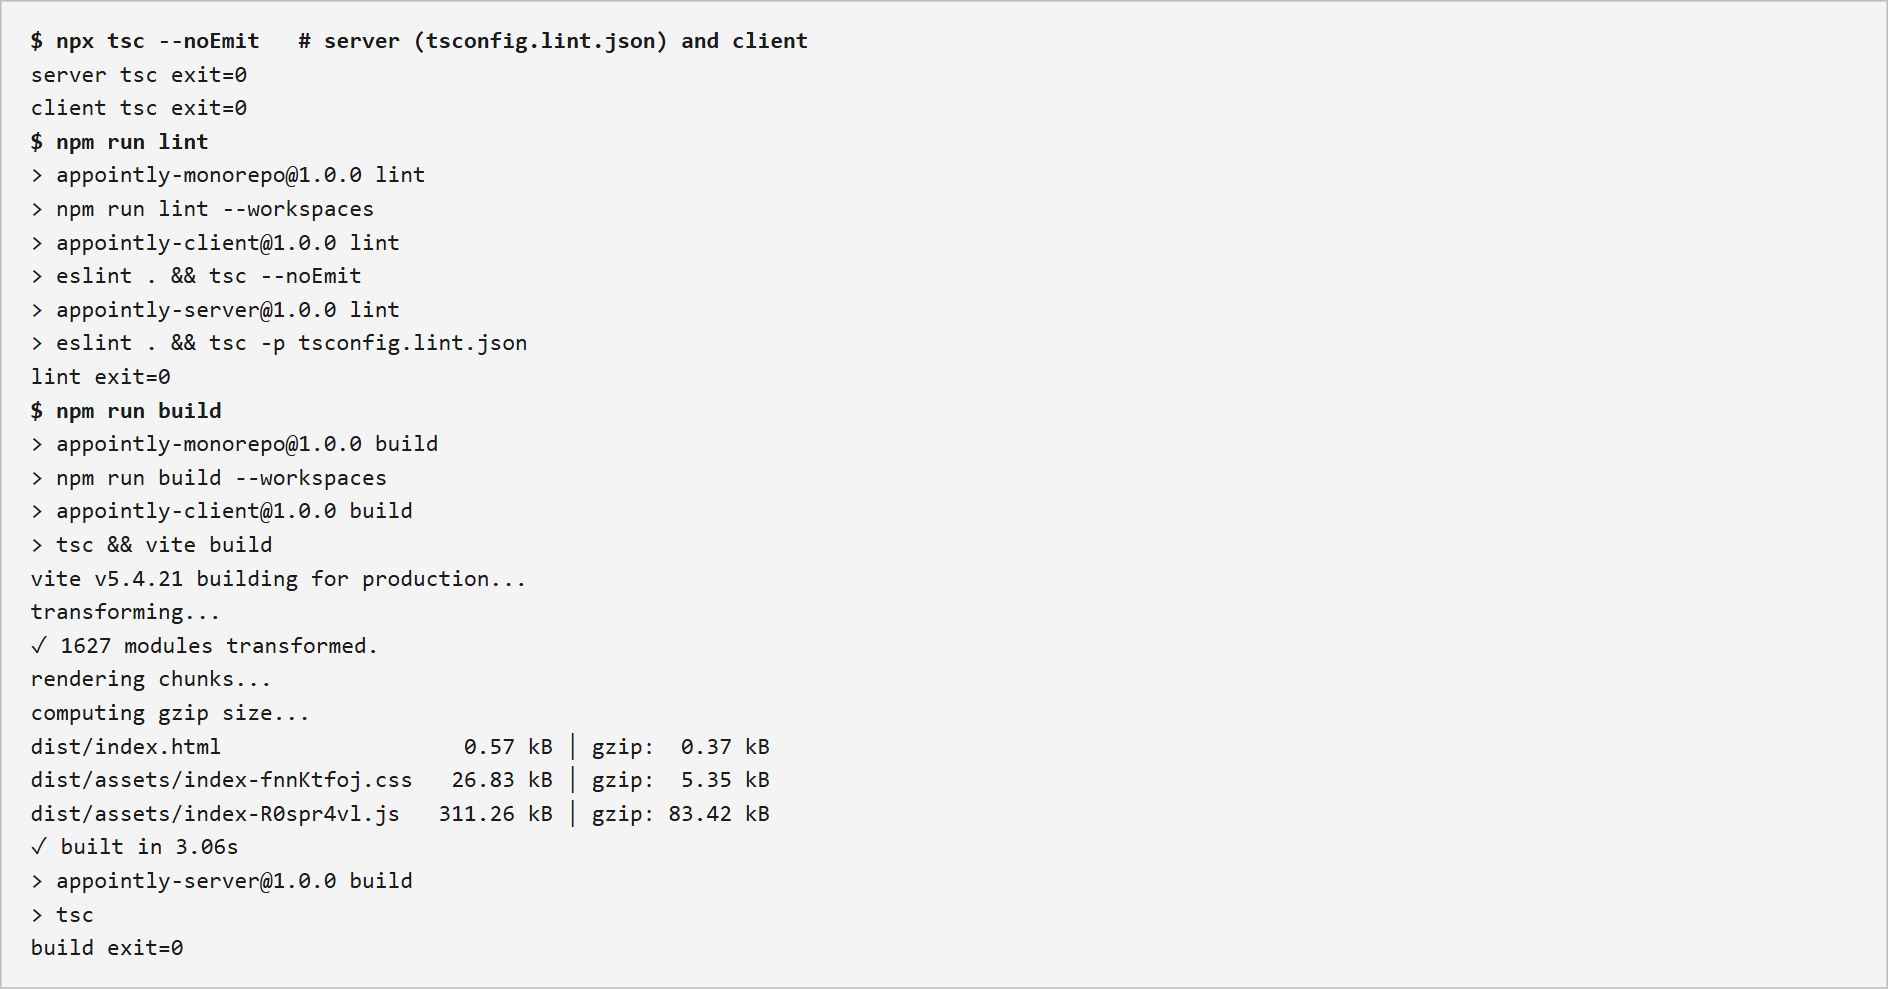 $ npx tsc --noEmit   # server (tsconfig.lint.json) and client
server tsc exit=0
client tsc exit=0
$ npm run lint
> appointly-monorepo@1.0.0 lint
> npm run lint --workspaces
> appointly-client@1.0.0 lint
> eslint . && tsc --noEmit
> appointly-server@1.0.0 lint
> eslint . && tsc -p tsconfig.lint.json
lint exit=0
$ npm run build
> appointly-monorepo@1.0.0 build
> npm run build --workspaces
> appointly-client@1.0.0 build
> tsc && vite build
vite v5.4.21 building for production...
transforming...
✓ 1627 modules transformed.
rendering chunks...
computing gzip size...
dist/index.html                   0.57 kB │ gzip:  0.37 kB
dist/assets/index-fnnKtfoj.css   26.83 kB │ gzip:  5.35 kB
dist/assets/index-R0spr4vl.js   311.26 kB │ gzip: 83.42 kB
✓ built in 3.06s
> appointly-server@1.0.0 build
> tsc
build exit=0